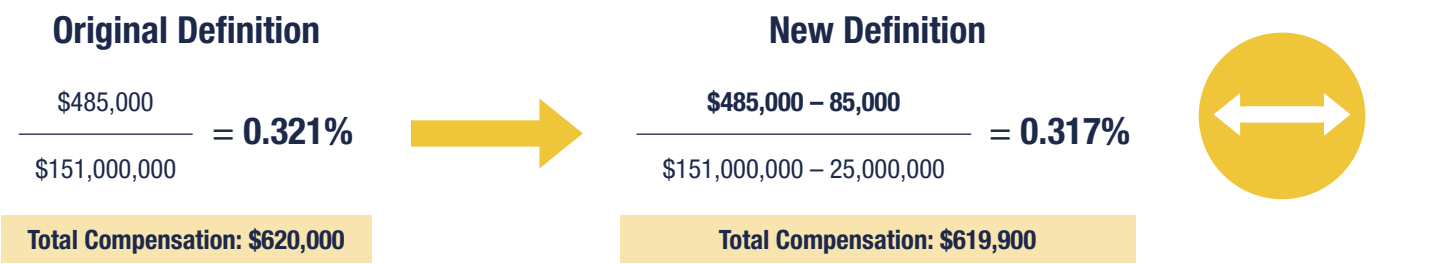 Original Definition
$485,000
$151,000,000
= 0.321%
Total Compensation: $620,000
New Definition
$485,000 – 85,000
$151,000,000 – 25,000,000
= 0.317%
Total Compensation: $619,900